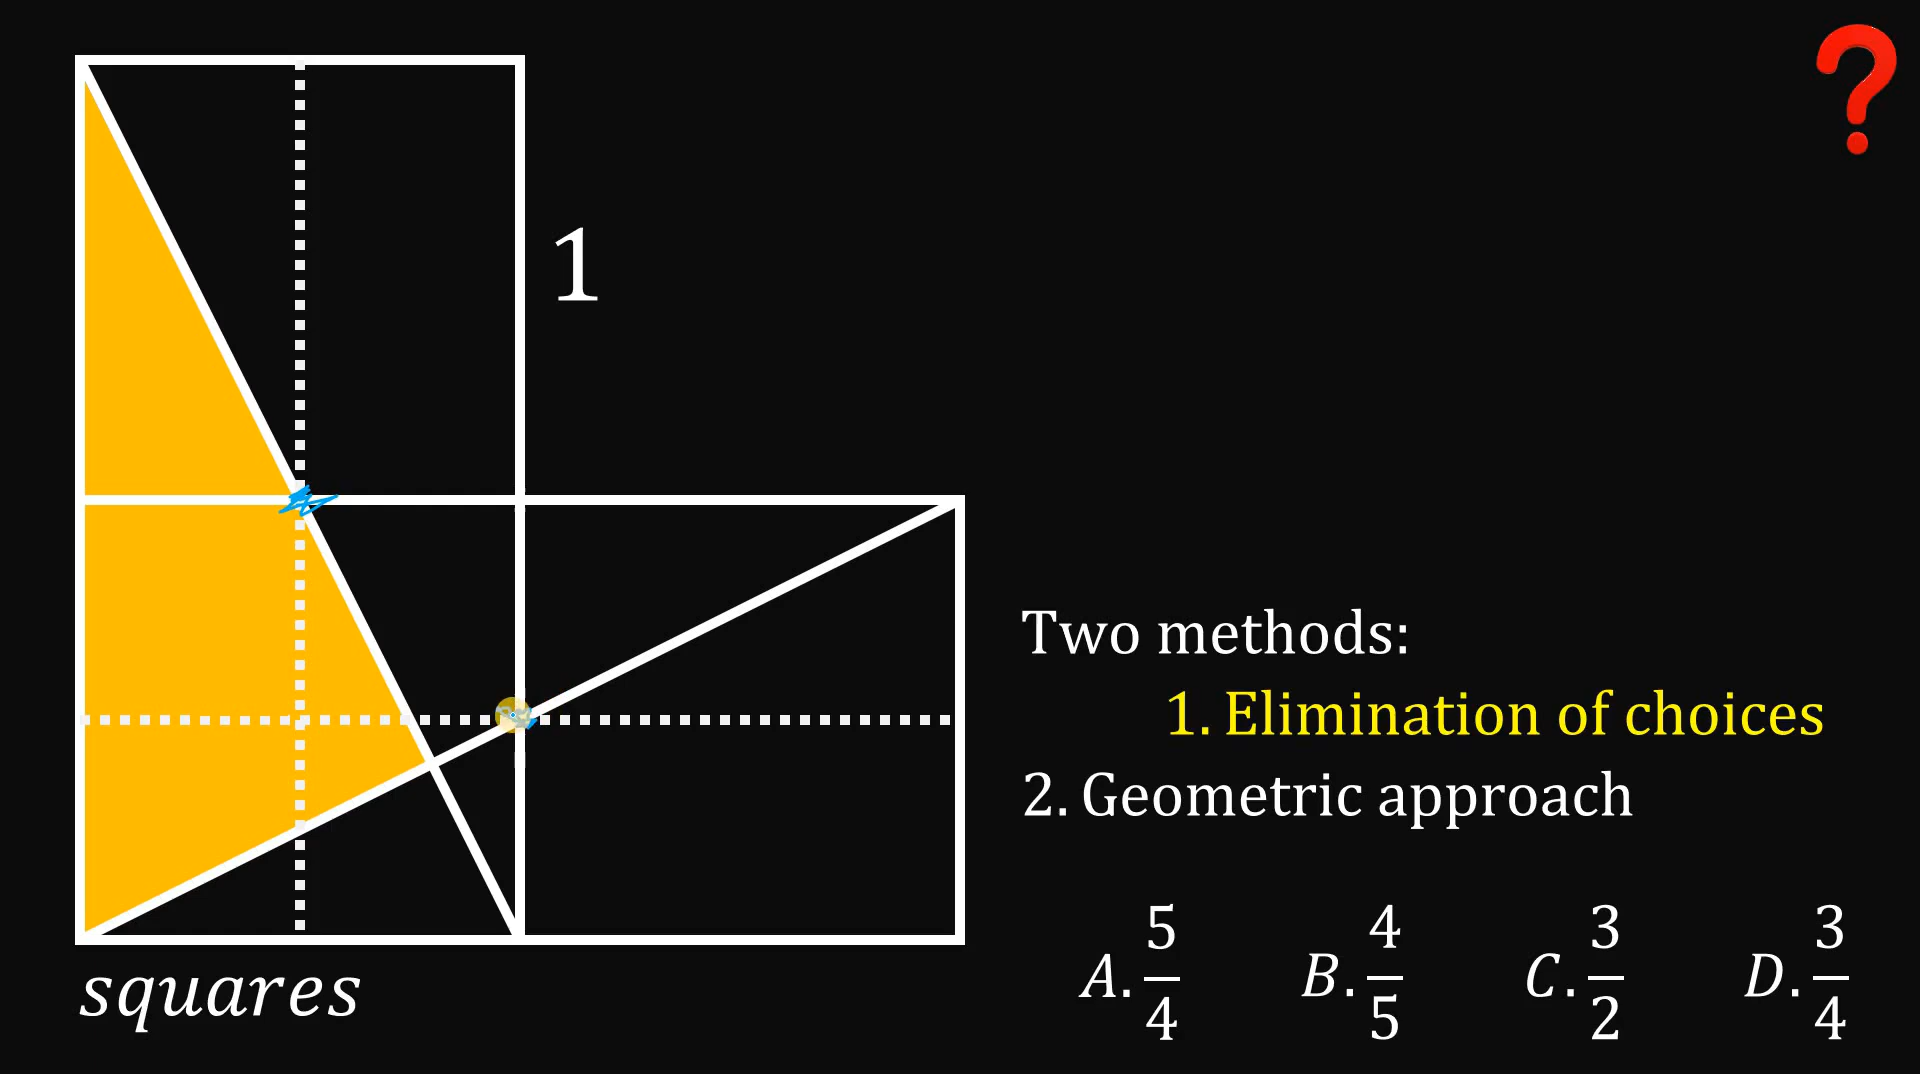 ❓
1
Two methods:
1. Elimination of choices
2. Geometric approach
A. 5/4 B. 4/5 C. 3/2 D. 3/4
squares